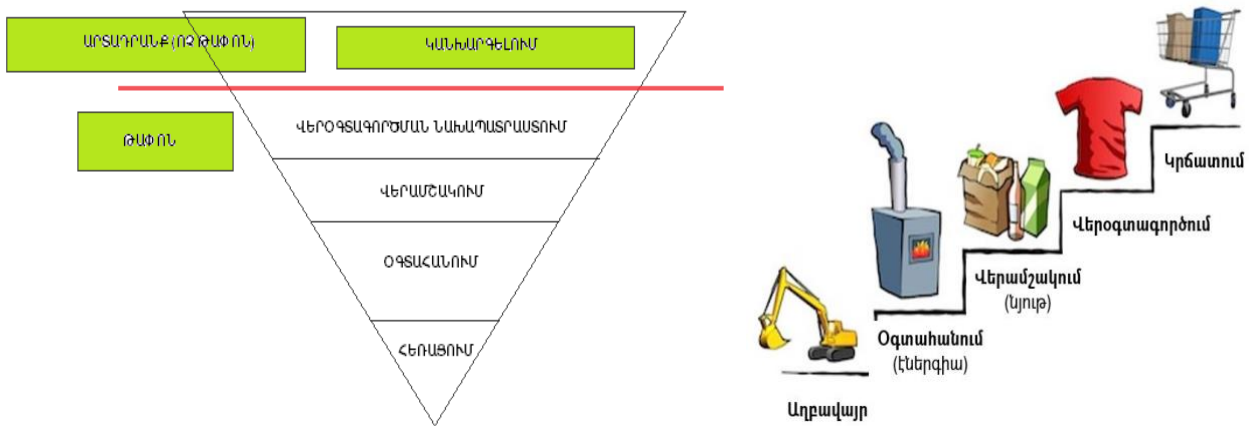 ԱՐՏԱԴՐԱՆՔ (ՈՉ ԹԱՓՈՆ)
ԿԱՆԽԱՐԳԵԼՈՒՄ
ԹԱՓՈՆ
ՎԵՐՕԳՏԱԳՈՐԾՄԱՆ ՆԱԽԱՊԱՏՐԱՍՏՈՒՄ
ՎԵՐԱՄՇԱԿՈՒՄ
ՕԳՏԱՀԱՆՈՒՄ
ՀԵՌԱՑՈՒՄ
Կրճատում
Վերօգտագործում
Վերամշակում
(նյութ)
Օգտահանում
(էներգիա)
Աղբավայր